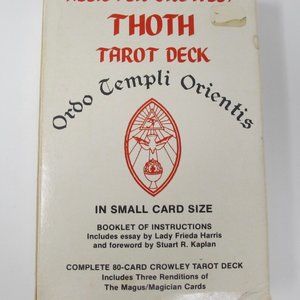 THOTH
TAROT DECK
Ordo Templi Orientis
IN SMALL CARD SIZE
BOOKLET OF INSTRUCTIONS
Includes essay by Lady Frieda Harris
and foreword by Stuart R. Kaplan
COMPLETE 80-CARD CROWLEY TAROT DECK
Includes Three Renditions of
The Magus/Magician Cards